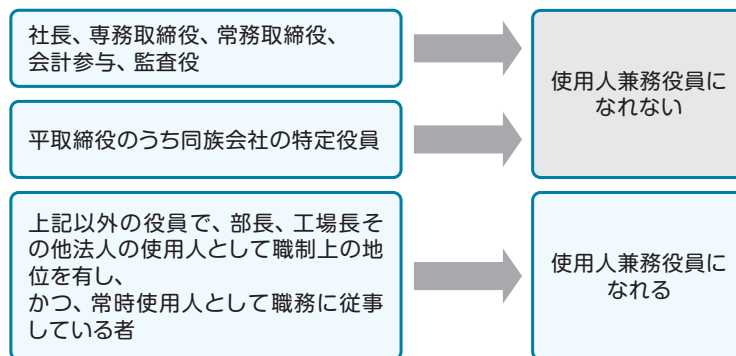 社長、専務取締役、常務取締役、
会計参与、監査役
使用人兼務役員に
なれない
平取締役のうち同族会社の特定役員
上記以外の役員で、部長、工場長そ
の他法人の使用人として職制上の地
位を有し、
かつ、常時使用人として職務に従事
している者
使用人兼務役員に
なれる